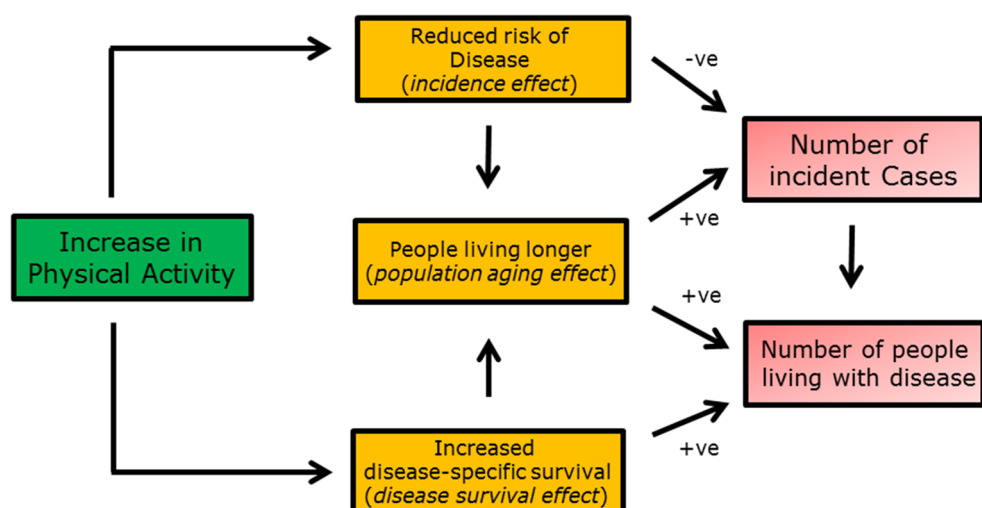 Reduced risk of
Disease
(incidence effect)
-ve
Number of
incident Cases
+ve
Increase in
Physical Activity
People living longer
(population aging effect)
+ve
Number of people
living with disease
+ve
Increased
disease-specific survival
(disease survival effect)